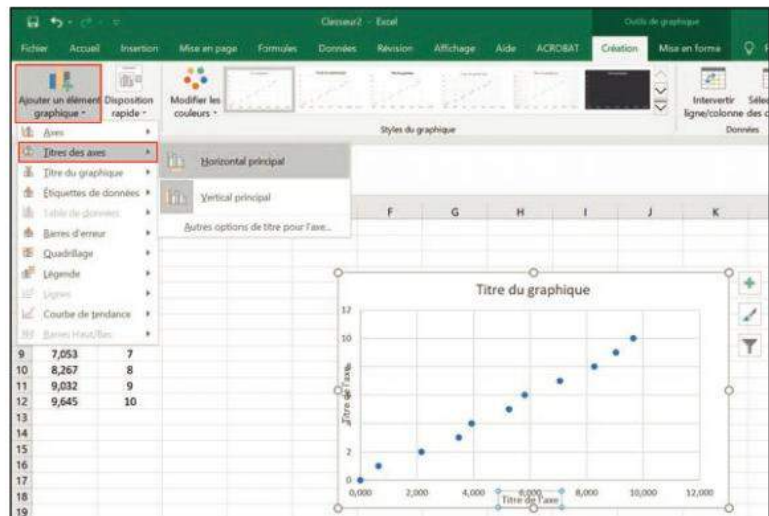 Classeur2 - Excel
Outils de graphique
Fichier Accueil Insertion Mise en page Formules Données Révision Affichage Aide ACROBAT Création Mise en forme
Ajouter un élément graphique
Disposition rapide
Modifier les couleurs
Intervertir ligne/colonne
Styles du graphique
Données
Axes
Titres des axes
Titre du graphique
Étiquettes de données
Table de données
Barres d'erreur
Quadrillage
Légende
Lignes
Courbe de tendance
Barres Haut/Bas
Horizontal principal
Vertical principal
Autres options de titre pour l'axe...
F G H I J K
9 7,053 7
10 8,267 8
11 9,032 9
12 9,645 10
13
14
15
16
17
18
19
Titre du graphique
12
10
Titre de l'axe
2
0
0,000 2,000 4,000 6,000 8,000 10,000 12,000
Titre de l'axe